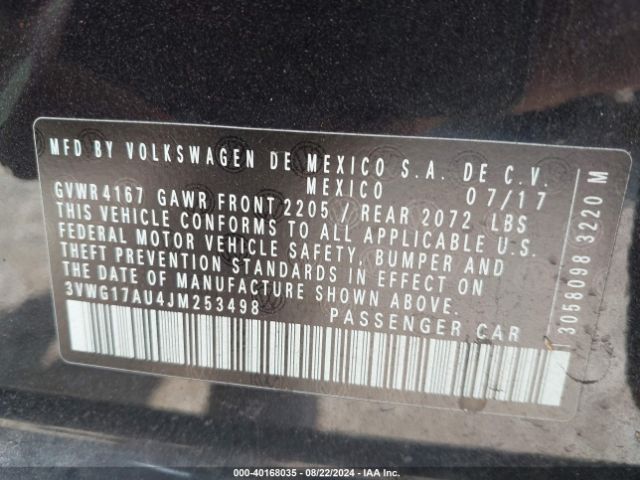 MFD BY VOLKSWAGEN DE MEXICO S.A. DE C.V.
MEXICO 07/17
GVWR 4167 GAWR FRONT 2205 / REAR 2072 LBS
THIS VEHICLE CONFORMS TO ALL APPLICABLE U.S.
FEDERAL MOTOR VEHICLE SAFETY, BUMPER AND
THEFT PREVENTION STANDARDS IN EFFECT ON
THE DATE OF MANUFACTURE SHOWN ABOVE.
3VWG17AU4JM253498 PASSENGER CAR
3058098 3220 M
000-40168035 - 08/22/2024 - IAA Inc.